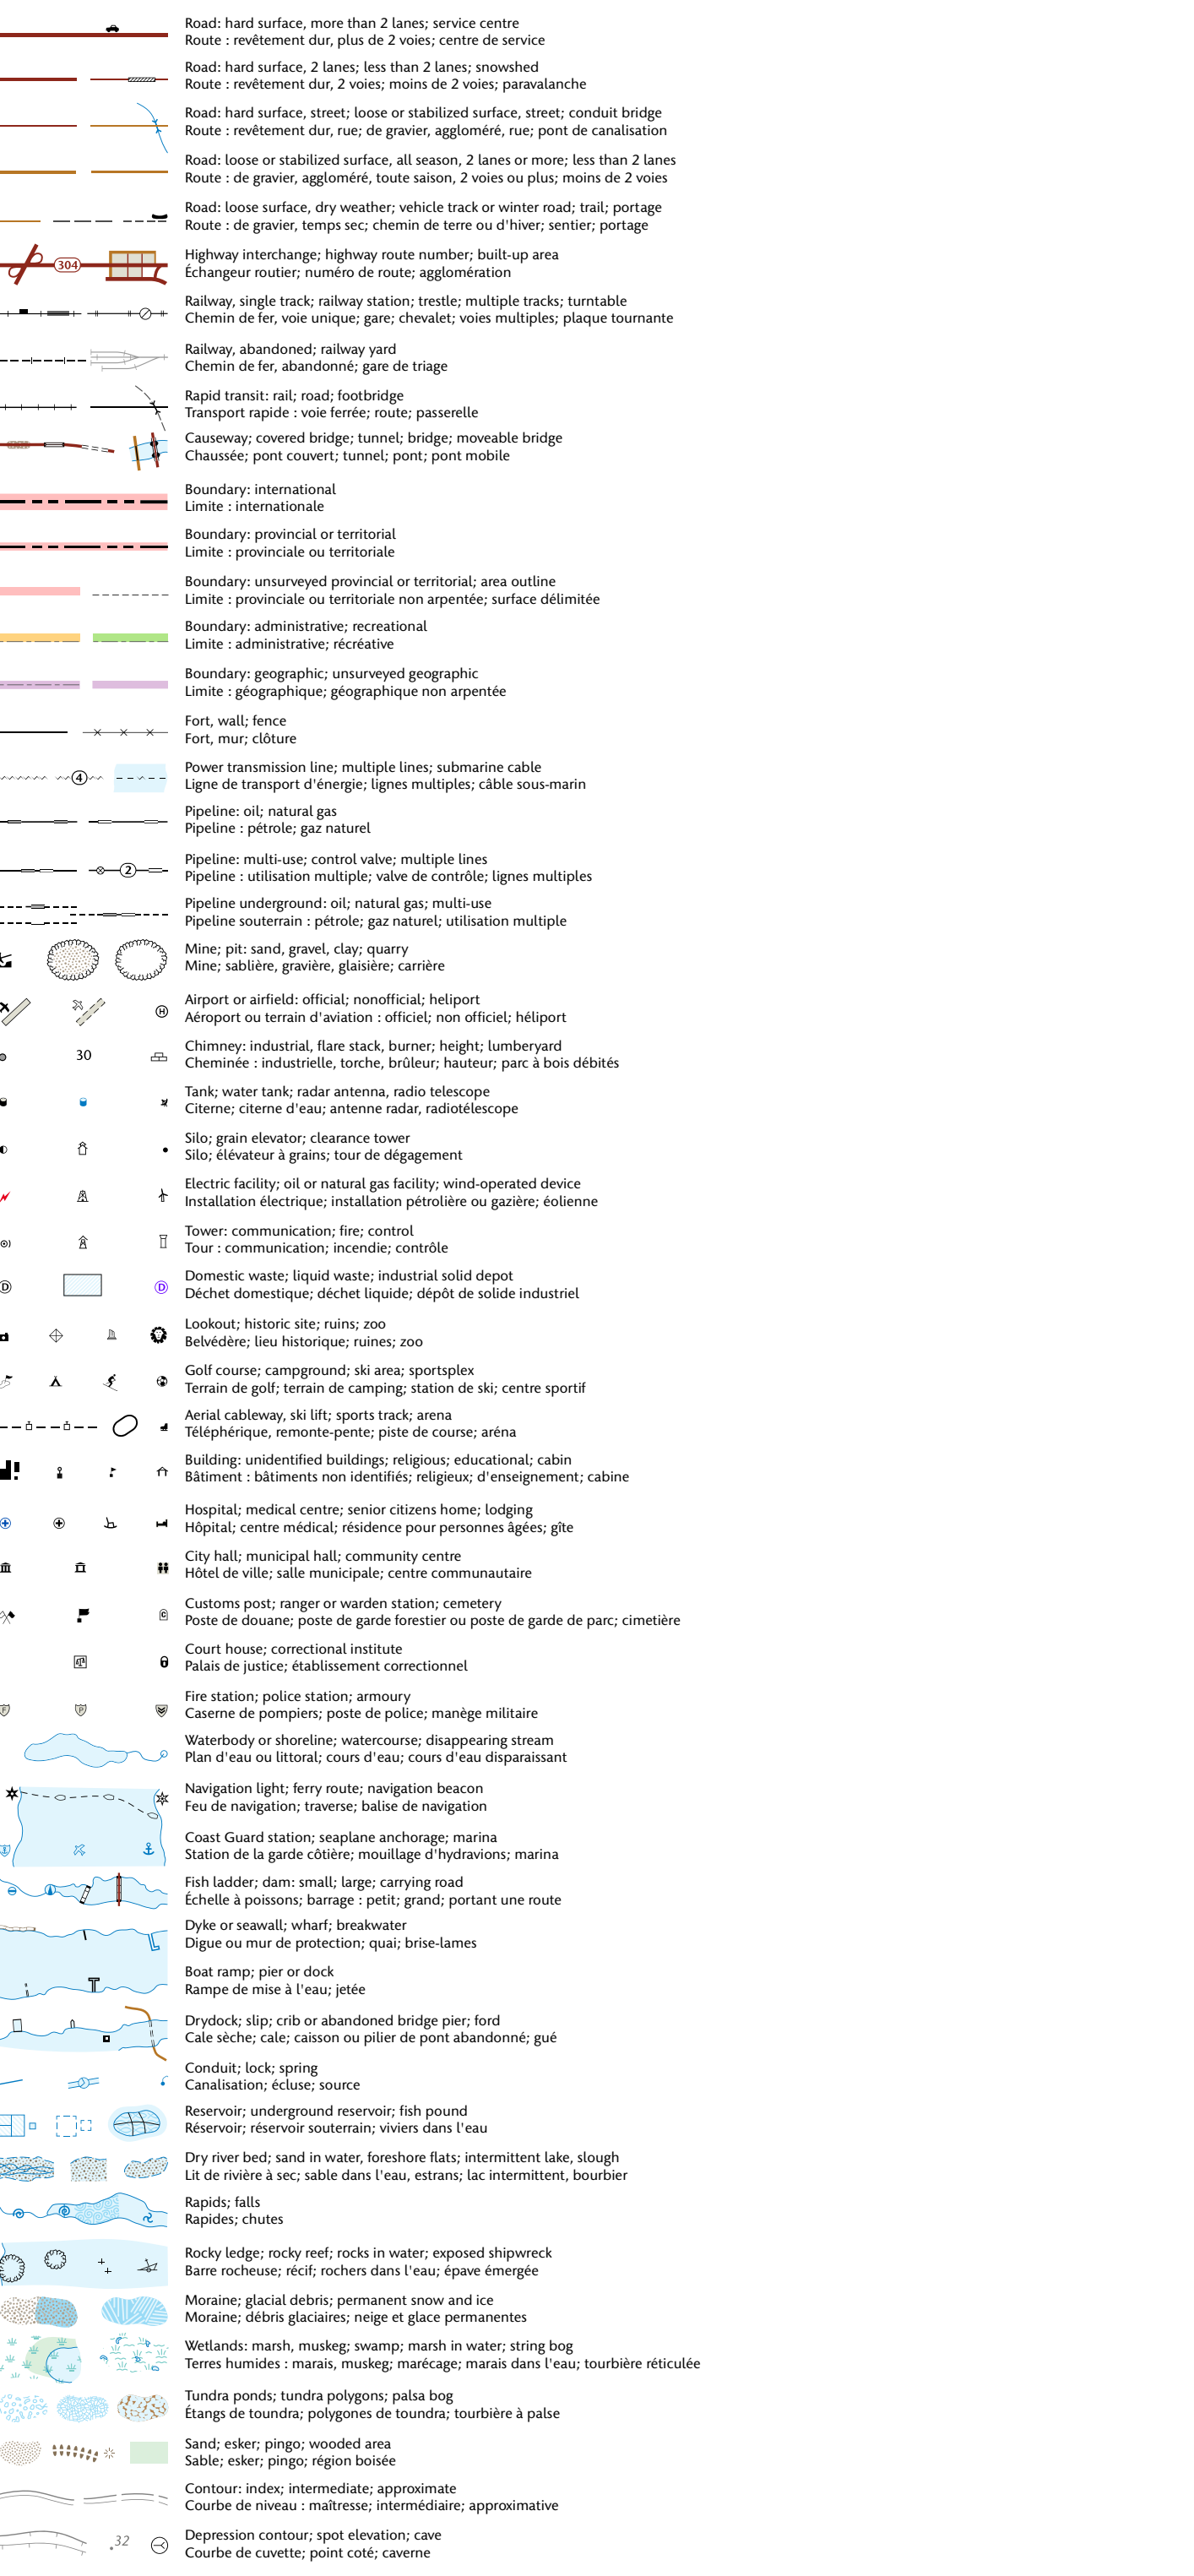 Road: hard surface, more than 2 lanes; service centre
Route : revêtement dur, plus de 2 voies; centre de service
Road: hard surface, 2 lanes; less than 2 lanes; snowshed
Route : revêtement dur, 2 voies; moins de 2 voies; paravalanche
Road: hard surface, street; loose or stabilized surface, street; conduit bridge
Route : revêtement dur, rue; de gravier, aggloméré, rue; pont de canalisation
Road: loose or stabilized surface, all season, 2 lanes or more; less than 2 lanes
Route : de gravier, aggloméré, toute saison, 2 voies ou plus; moins de 2 voies
Road: loose surface, dry weather; vehicle track or winter road; trail; portage
Route : de gravier, temps sec; chemin de terre ou d'hiver; sentier; portage
304
Highway interchange; highway route number; built-up area
Échangeur routier; numéro de route; agglomération
Railway, single track; railway station; trestle; multiple tracks; turntable
Chemin de fer, voie unique; gare; chevalet; voies multiples; plaque tournante
Railway, abandoned; railway yard
Chemin de fer, abandonné; gare de triage
Rapid transit: rail; road; footbridge
Transport rapide : voie ferrée; route; passerelle
Causeway; covered bridge; tunnel; bridge; moveable bridge
Chaussée; pont couvert; tunnel; pont; pont mobile
Boundary: international
Limite : internationale
Boundary: provincial or territorial
Limite : provinciale ou territoriale
Boundary: unsurveyed provincial or territorial; area outline
Limite : provinciale ou territoriale non arpentée; surface délimitée
Boundary: administrative; recreational
Limite : administrative; récréative
Boundary: geographic; unsurveyed geographic
Limite : géographique; géographique non arpentée
Fort, wall; fence
Fort, mur; clôture
4
Power transmission line; multiple lines; submarine cable
Ligne de transport d'énergie; lignes multiples; câble sous-marin
Pipeline: oil; natural gas
Pipeline : pétrole; gaz naturel
2
Pipeline: multi-use; control valve; multiple lines
Pipeline : utilisation multiple; valve de contrôle; lignes multiples
Pipeline underground: oil; natural gas; multi-use
Pipeline souterrain : pétrole; gaz naturel; utilisation multiple
Mine; pit: sand, gravel, clay; quarry
Mine; sablière, gravière, glaisière; carrière
H
Airport or airfield: official; nonofficial; heliport
Aéroport ou terrain d'aviation : officiel; non officiel; héliport
30
Chimney: industrial, flare stack, burner; height; lumberyard
Cheminée : industrielle, torche, brûleur; hauteur; parc à bois débités
Tank; water tank; radar antenna, radio telescope
Citerne; citerne d'eau; antenne radar, radiotélescope
Silo; grain elevator; clearance tower
Silo; élévateur à grains; tour de dégagement
Electric facility; oil or natural gas facility; wind-operated device
Installation électrique; installation pétrolière ou gazière; éolienne
Tower: communication; fire; control
Tour : communication; incendie; contrôle
D D
Domestic waste; liquid waste; industrial solid depot
Déchet domestique; déchet liquide; dépôt de solide industriel
Lookout; historic site; ruins; zoo
Belvédère; lieu historique; ruines; zoo
Golf course; campground; ski area; sportsplex
Terrain de golf; terrain de camping; station de ski; centre sportif
Aerial cableway, ski lift; sports track; arena
Téléphérique, remonte-pente; piste de course; aréna
Building: unidentified buildings; religious; educational; cabin
Bâtiment : bâtiments non identifiés; religieux; d'enseignement; cabine
Hospital; medical centre; senior citizens home; lodging
Hôpital; centre médical; résidence pour personnes âgées; gîte
City hall; municipal hall; community centre
Hôtel de ville; salle municipale; centre communautaire
C
Customs post; ranger or warden station; cemetery
Poste de douane; poste de garde forestier ou poste de garde de parc; cimetière
Court house; correctional institute
Palais de justice; établissement correctionnel
F P
Fire station; police station; armoury
Caserne de pompiers; poste de police; manège militaire
Waterbody or shoreline; watercourse; disappearing stream
Plan d'eau ou littoral; cours d'eau; cours d'eau disparaissant
Navigation light; ferry route; navigation beacon
Feu de navigation; traverse; balise de navigation
Coast Guard station; seaplane anchorage; marina
Station de la garde côtière; mouillage d'hydravions; marina
Fish ladder; dam: small; large; carrying road
Échelle à poissons; barrage : petit; grand; portant une route
Dyke or seawall; wharf; breakwater
Digue ou mur de protection; quai; brise-lames
Boat ramp; pier or dock
Rampe de mise à l'eau; jetée
Drydock; slip; crib or abandoned bridge pier; ford
Cale sèche; cale; caisson ou pilier de pont abandonné; gué
Conduit; lock; spring
Canalisation; écluse; source
Reservoir; underground reservoir; fish pound
Réservoir; réservoir souterrain; viviers dans l'eau
Dry river bed; sand in water, foreshore flats; intermittent lake, slough
Lit de rivière à sec; sable dans l'eau, estrans; lac intermittent, bourbier
Rapids; falls
Rapides; chutes
Rocky ledge; rocky reef; rocks in water; exposed shipwreck
Barre rocheuse; récif; rochers dans l'eau; épave émergée
Moraine; glacial debris; permanent snow and ice
Moraine; débris glaciaires; neige et glace permanentes
Wetlands: marsh, muskeg; swamp; marsh in water; string bog
Terres humides : marais, muskeg; marécage; marais dans l'eau; tourbière réticulée
Tundra ponds; tundra polygons; palsa bog
Étangs de toundra; polygones de toundra; tourbière à palse
Sand; esker; pingo; wooded area
Sable; esker; pingo; région boisée
Contour: index; intermediate; approximate
Courbe de niveau : maîtresse; intermédiaire; approximative
.32
Depression contour; spot elevation; cave
Courbe de cuvette; point coté; caverne